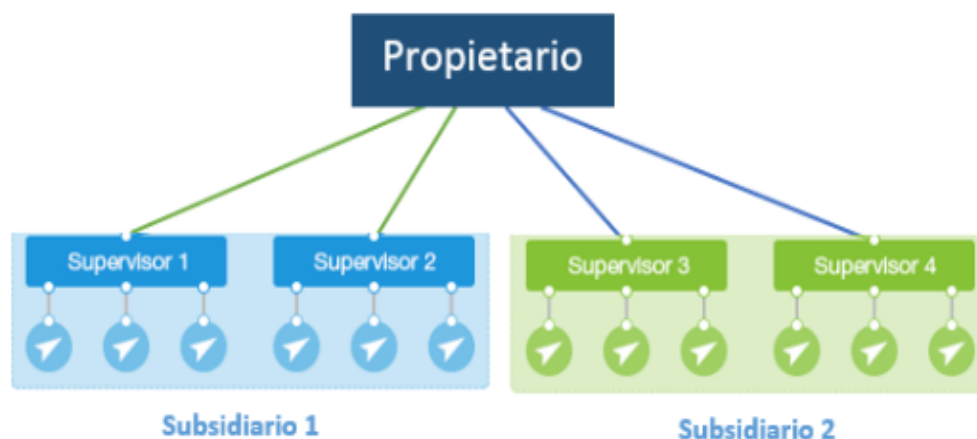 Propietario
Supervisor 1
Supervisor 2
Supervisor 3
Supervisor 4
Subsidiario 1
Subsidiario 2